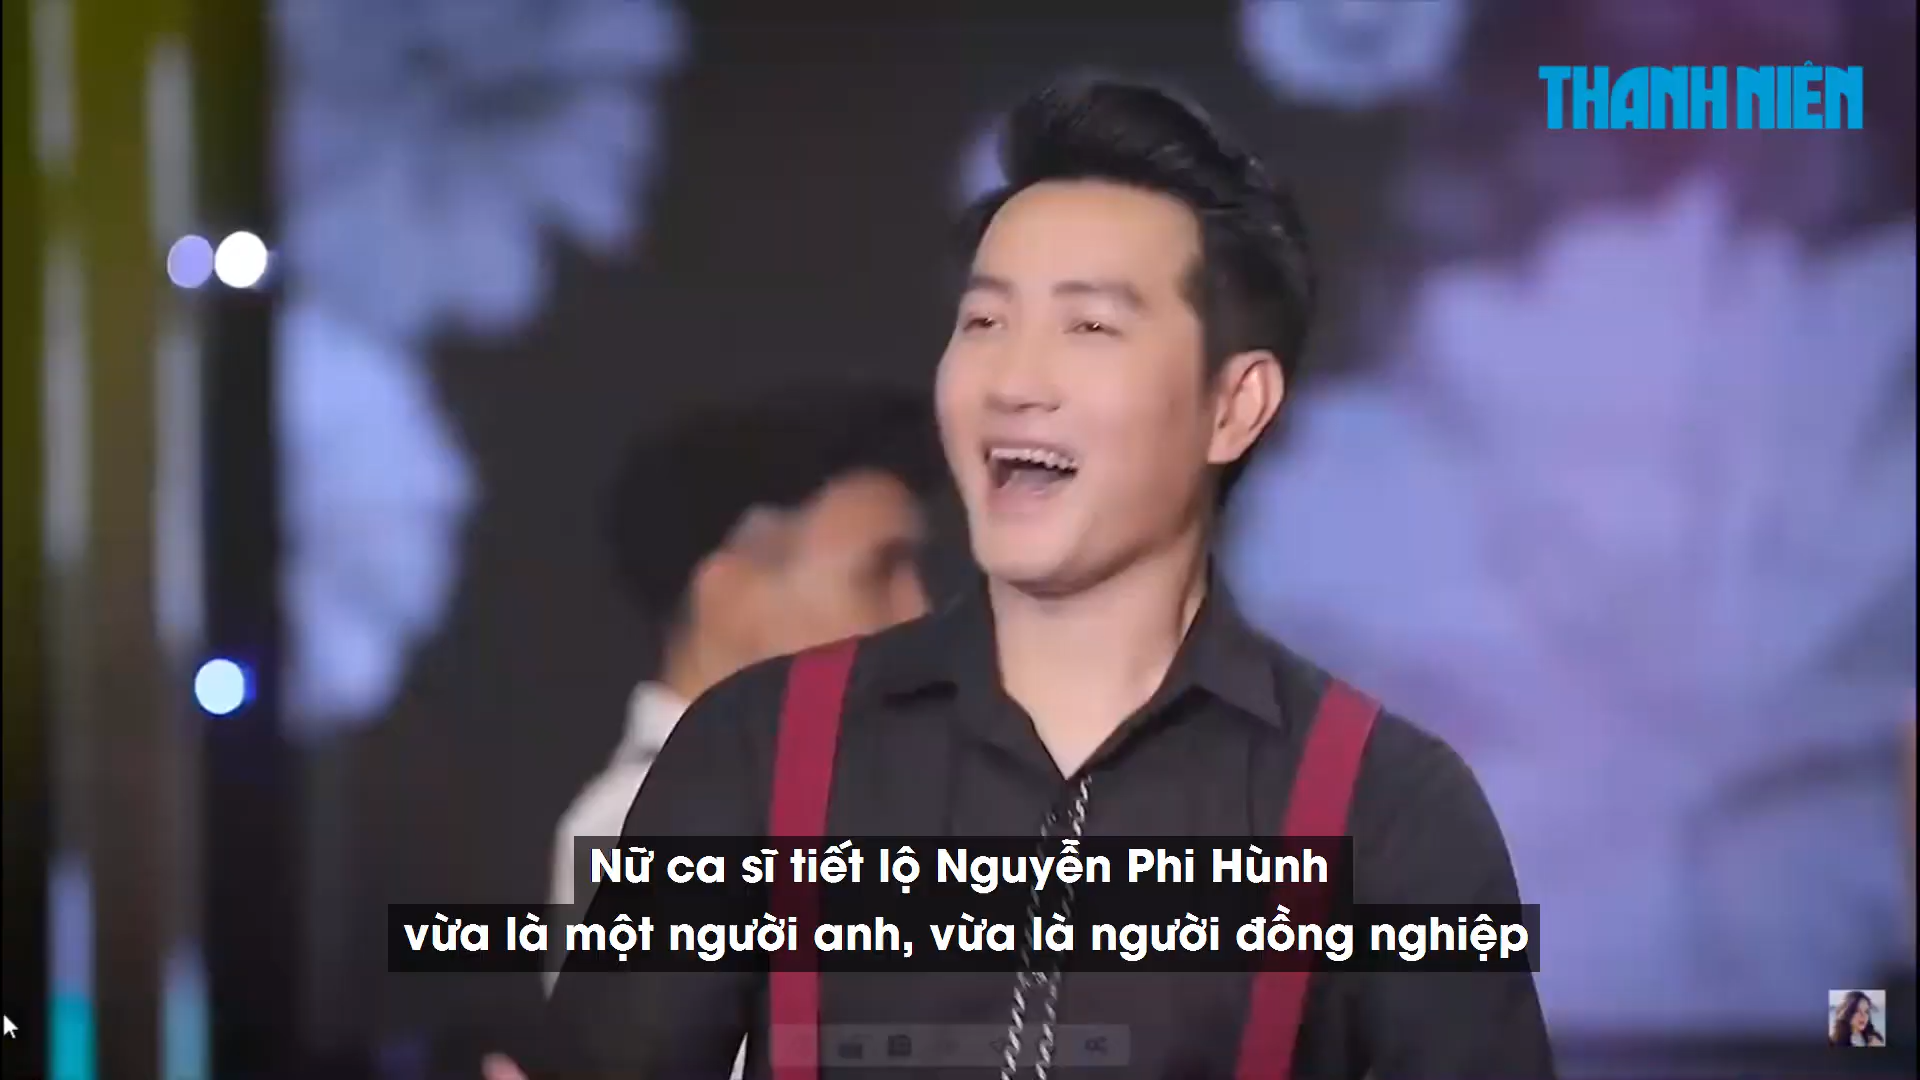 THANH NIÊN
Nữ ca sĩ tiết lộ Nguyễn Phi Hùnh
vừa là một người anh, vừa là người đồng nghiệp